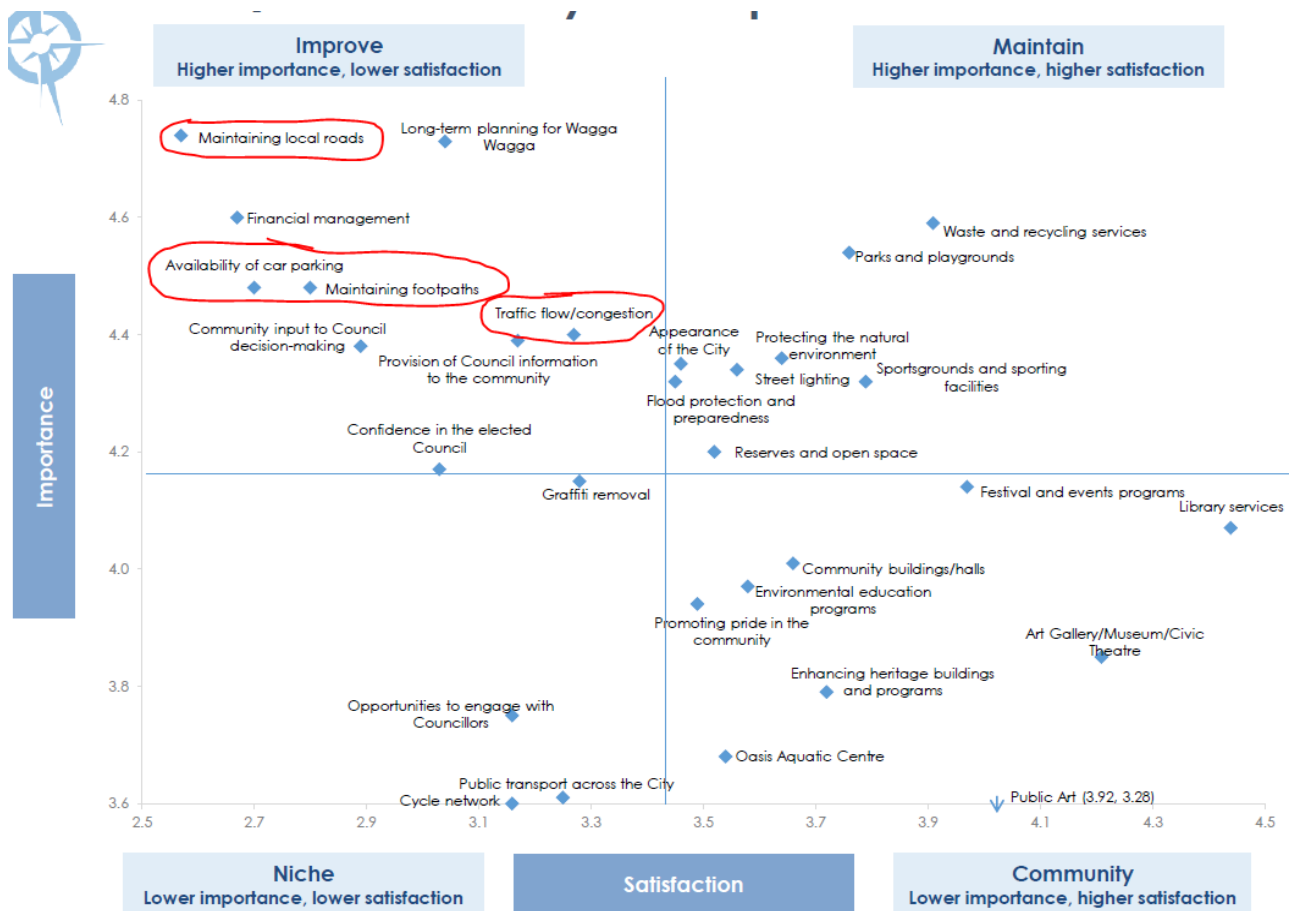 Improve
Higher importance, lower satisfaction
Maintain
Higher importance, higher satisfaction
4.8
Maintaining local roads
Long-term planning for Wagga
Wagga
4.6
Financial management
Waste and recycling services
Parks and playgrounds
Availability of car parking
Maintaining footpaths
Traffic flow/congestion
4.4
Community input to Council
decision-making
Provision of Council information
to the community
Appearance
of the City
Protecting the natural
environment
Street lighting
Sportsgrounds and sporting
facilities
Flood protection and
preparedness
Confidence in the elected
Council
4.2
Reserves and open space
Graffiti removal
Festival and events programs
Library services
Importance
4.0
Community buildings/halls
Environmental education
programs
Promoting pride in the
community
Art Gallery/Museum/Civic
Theatre
3.8
Enhancing heritage buildings
and programs
Opportunities to engage with
Councillors
Oasis Aquatic Centre
Public transport across the City
Cycle network
Public Art (3.92, 3.28)
3.6
2.5 2.7 2.9 3.1 3.3 3.5 3.7 3.9 4.1 4.3 4.5
Niche
Lower importance, lower satisfaction
Satisfaction
Community
Lower importance, higher satisfaction